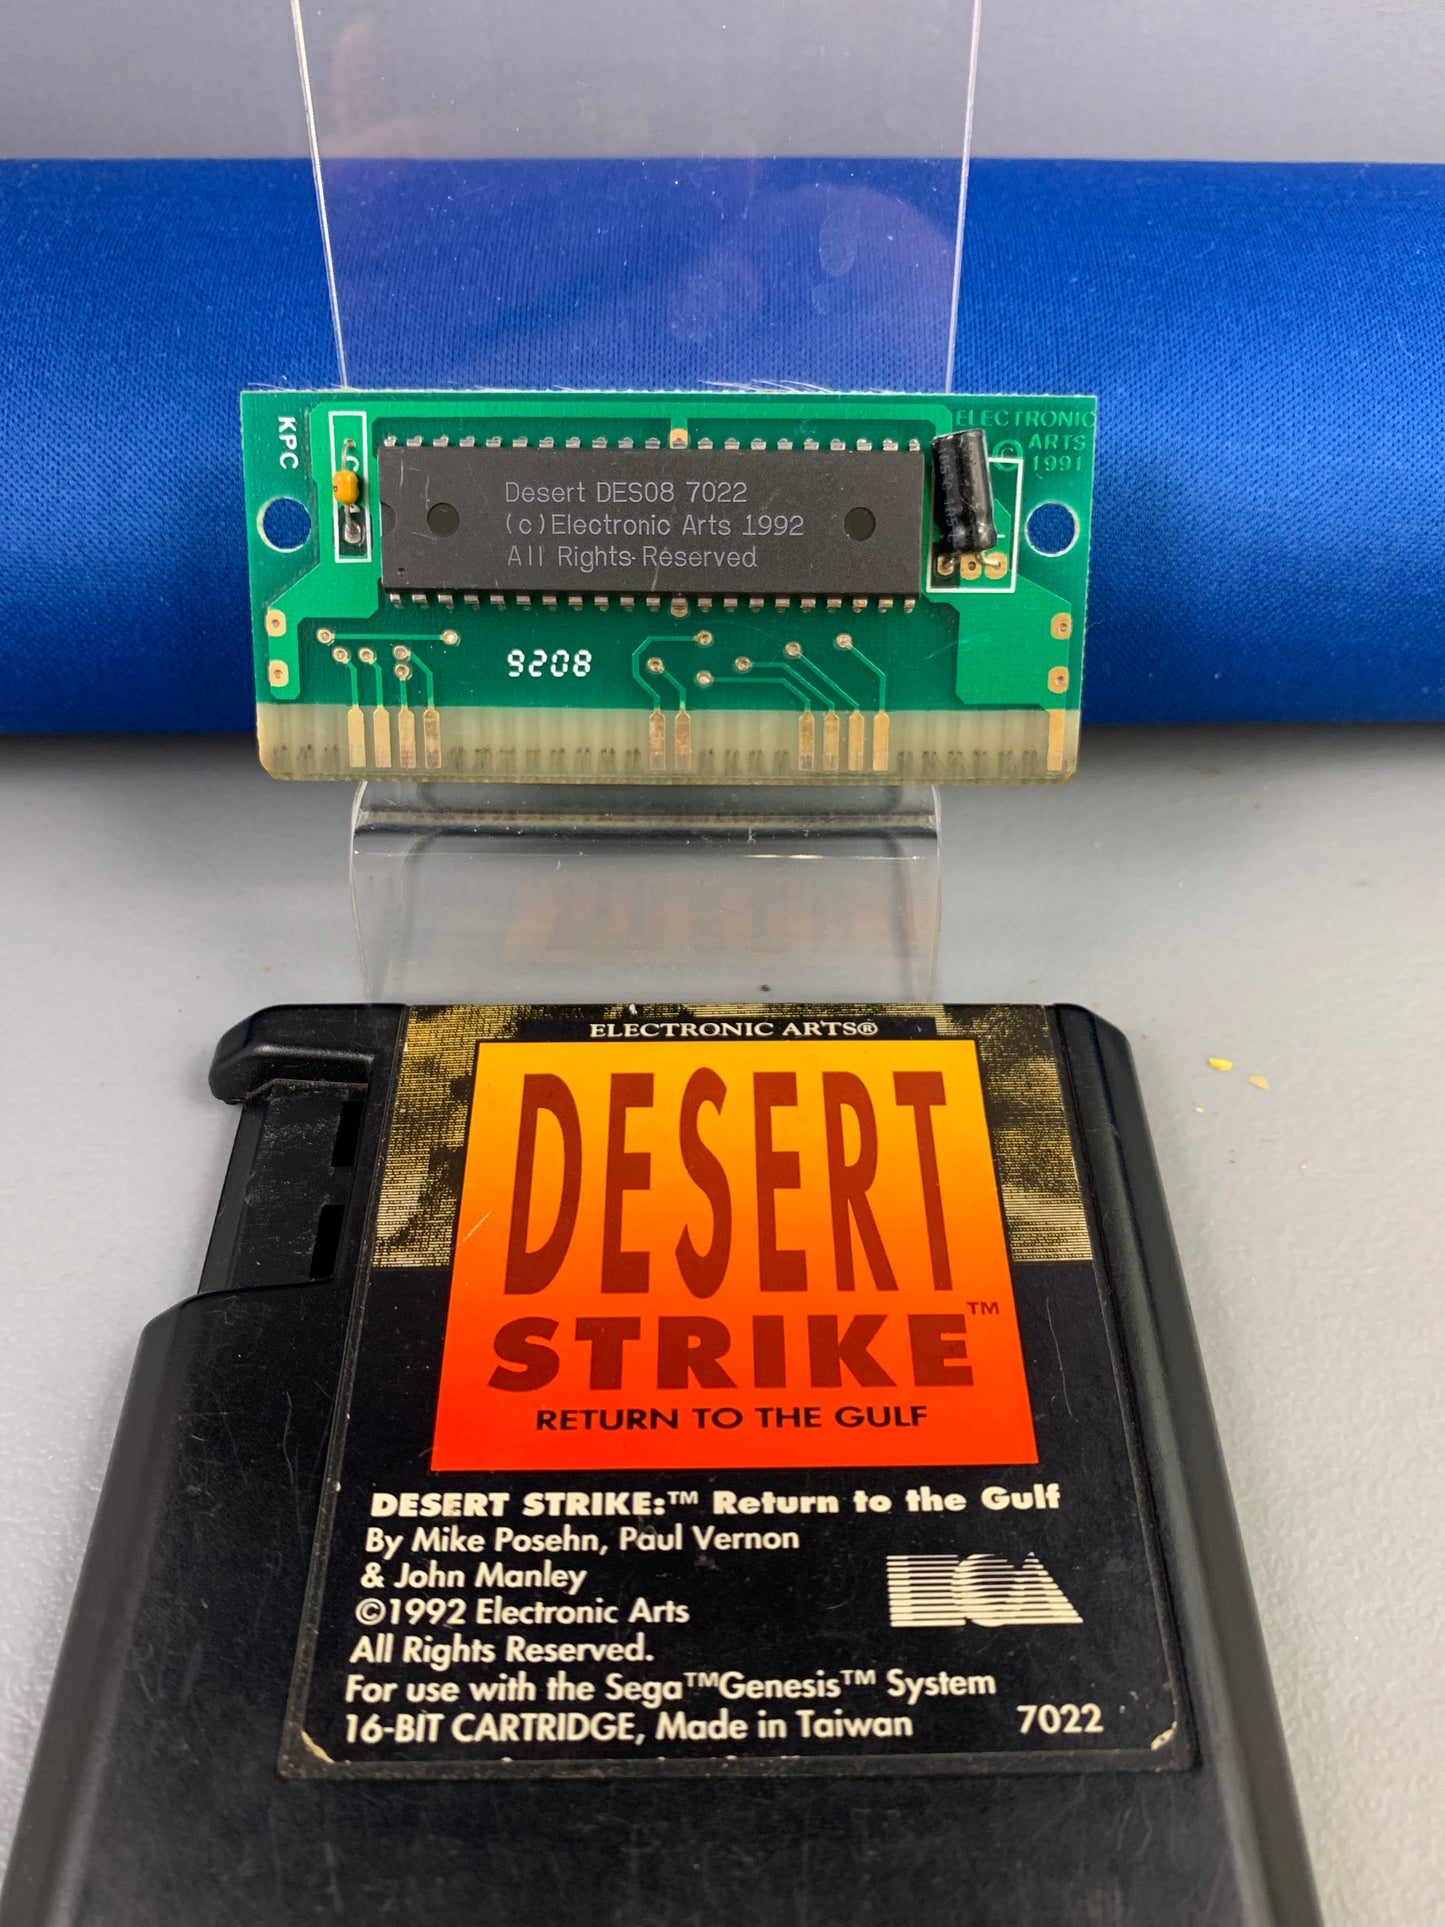 KPC
ELECTRONIC
ARTS
© 1991
Desert DES08 7022
(c) Electronic Arts 1992
All Rights Reserved
9208
ELECTRONIC ARTS®
DESERT
STRIKE™
RETURN TO THE GULF
DESERT STRIKE:™ Return to the Gulf
By Mike Posehn, Paul Vernon
& John Manley
©1992 Electronic Arts
All Rights Reserved.
EA
For use with the Sega™Genesis™ System
16-BIT CARTRIDGE, Made in Taiwan 7022